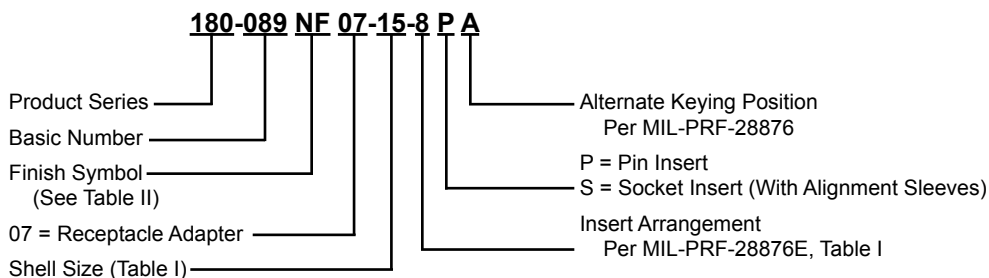 180-089 NF 07-15-8 P A
Product Series
Basic Number
Finish Symbol
(See Table II)
07 = Receptacle Adapter
Shell Size (Table I)
Alternate Keying Position
Per MIL-PRF-28876
P = Pin Insert
S = Socket Insert (With Alignment Sleeves)
Insert Arrangement
Per MIL-PRF-28876E, Table I